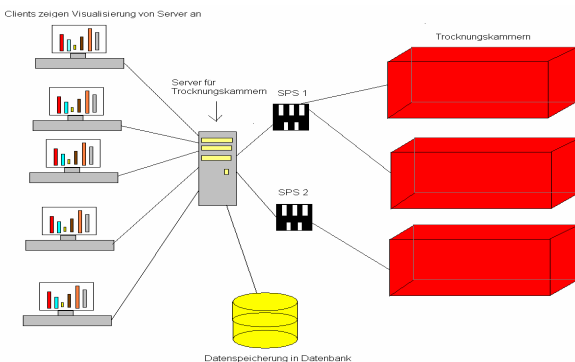 Clients zeigen Visualisierung von Server an
Trocknungskammern
Server für
Trocknungskammern
SPS 1
SPS 2
Datenspeicherung in Datenbank